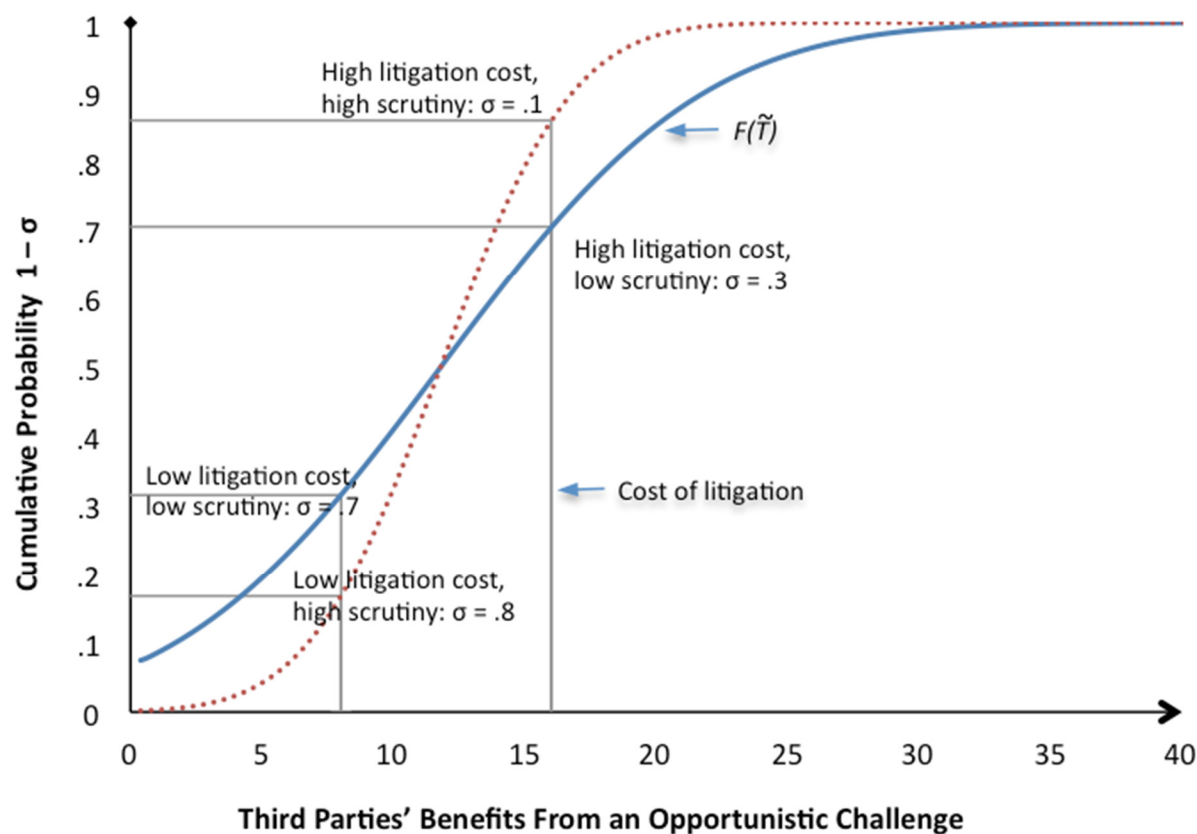 1
.9
.8
.7
.6
.5
.4
.3
.2
.1
0
Cumulative Probability 1 – σ
High litigation cost,
high scrutiny: σ = .1
F(T̃)
High litigation cost,
low scrutiny: σ = .3
Low litigation cost,
low scrutiny: σ = .7
Cost of litigation
Low litigation cost,
high scrutiny: σ = .8
0 5 10 15 20 25 30 35 40
Third Parties’ Benefits From an Opportunistic Challenge